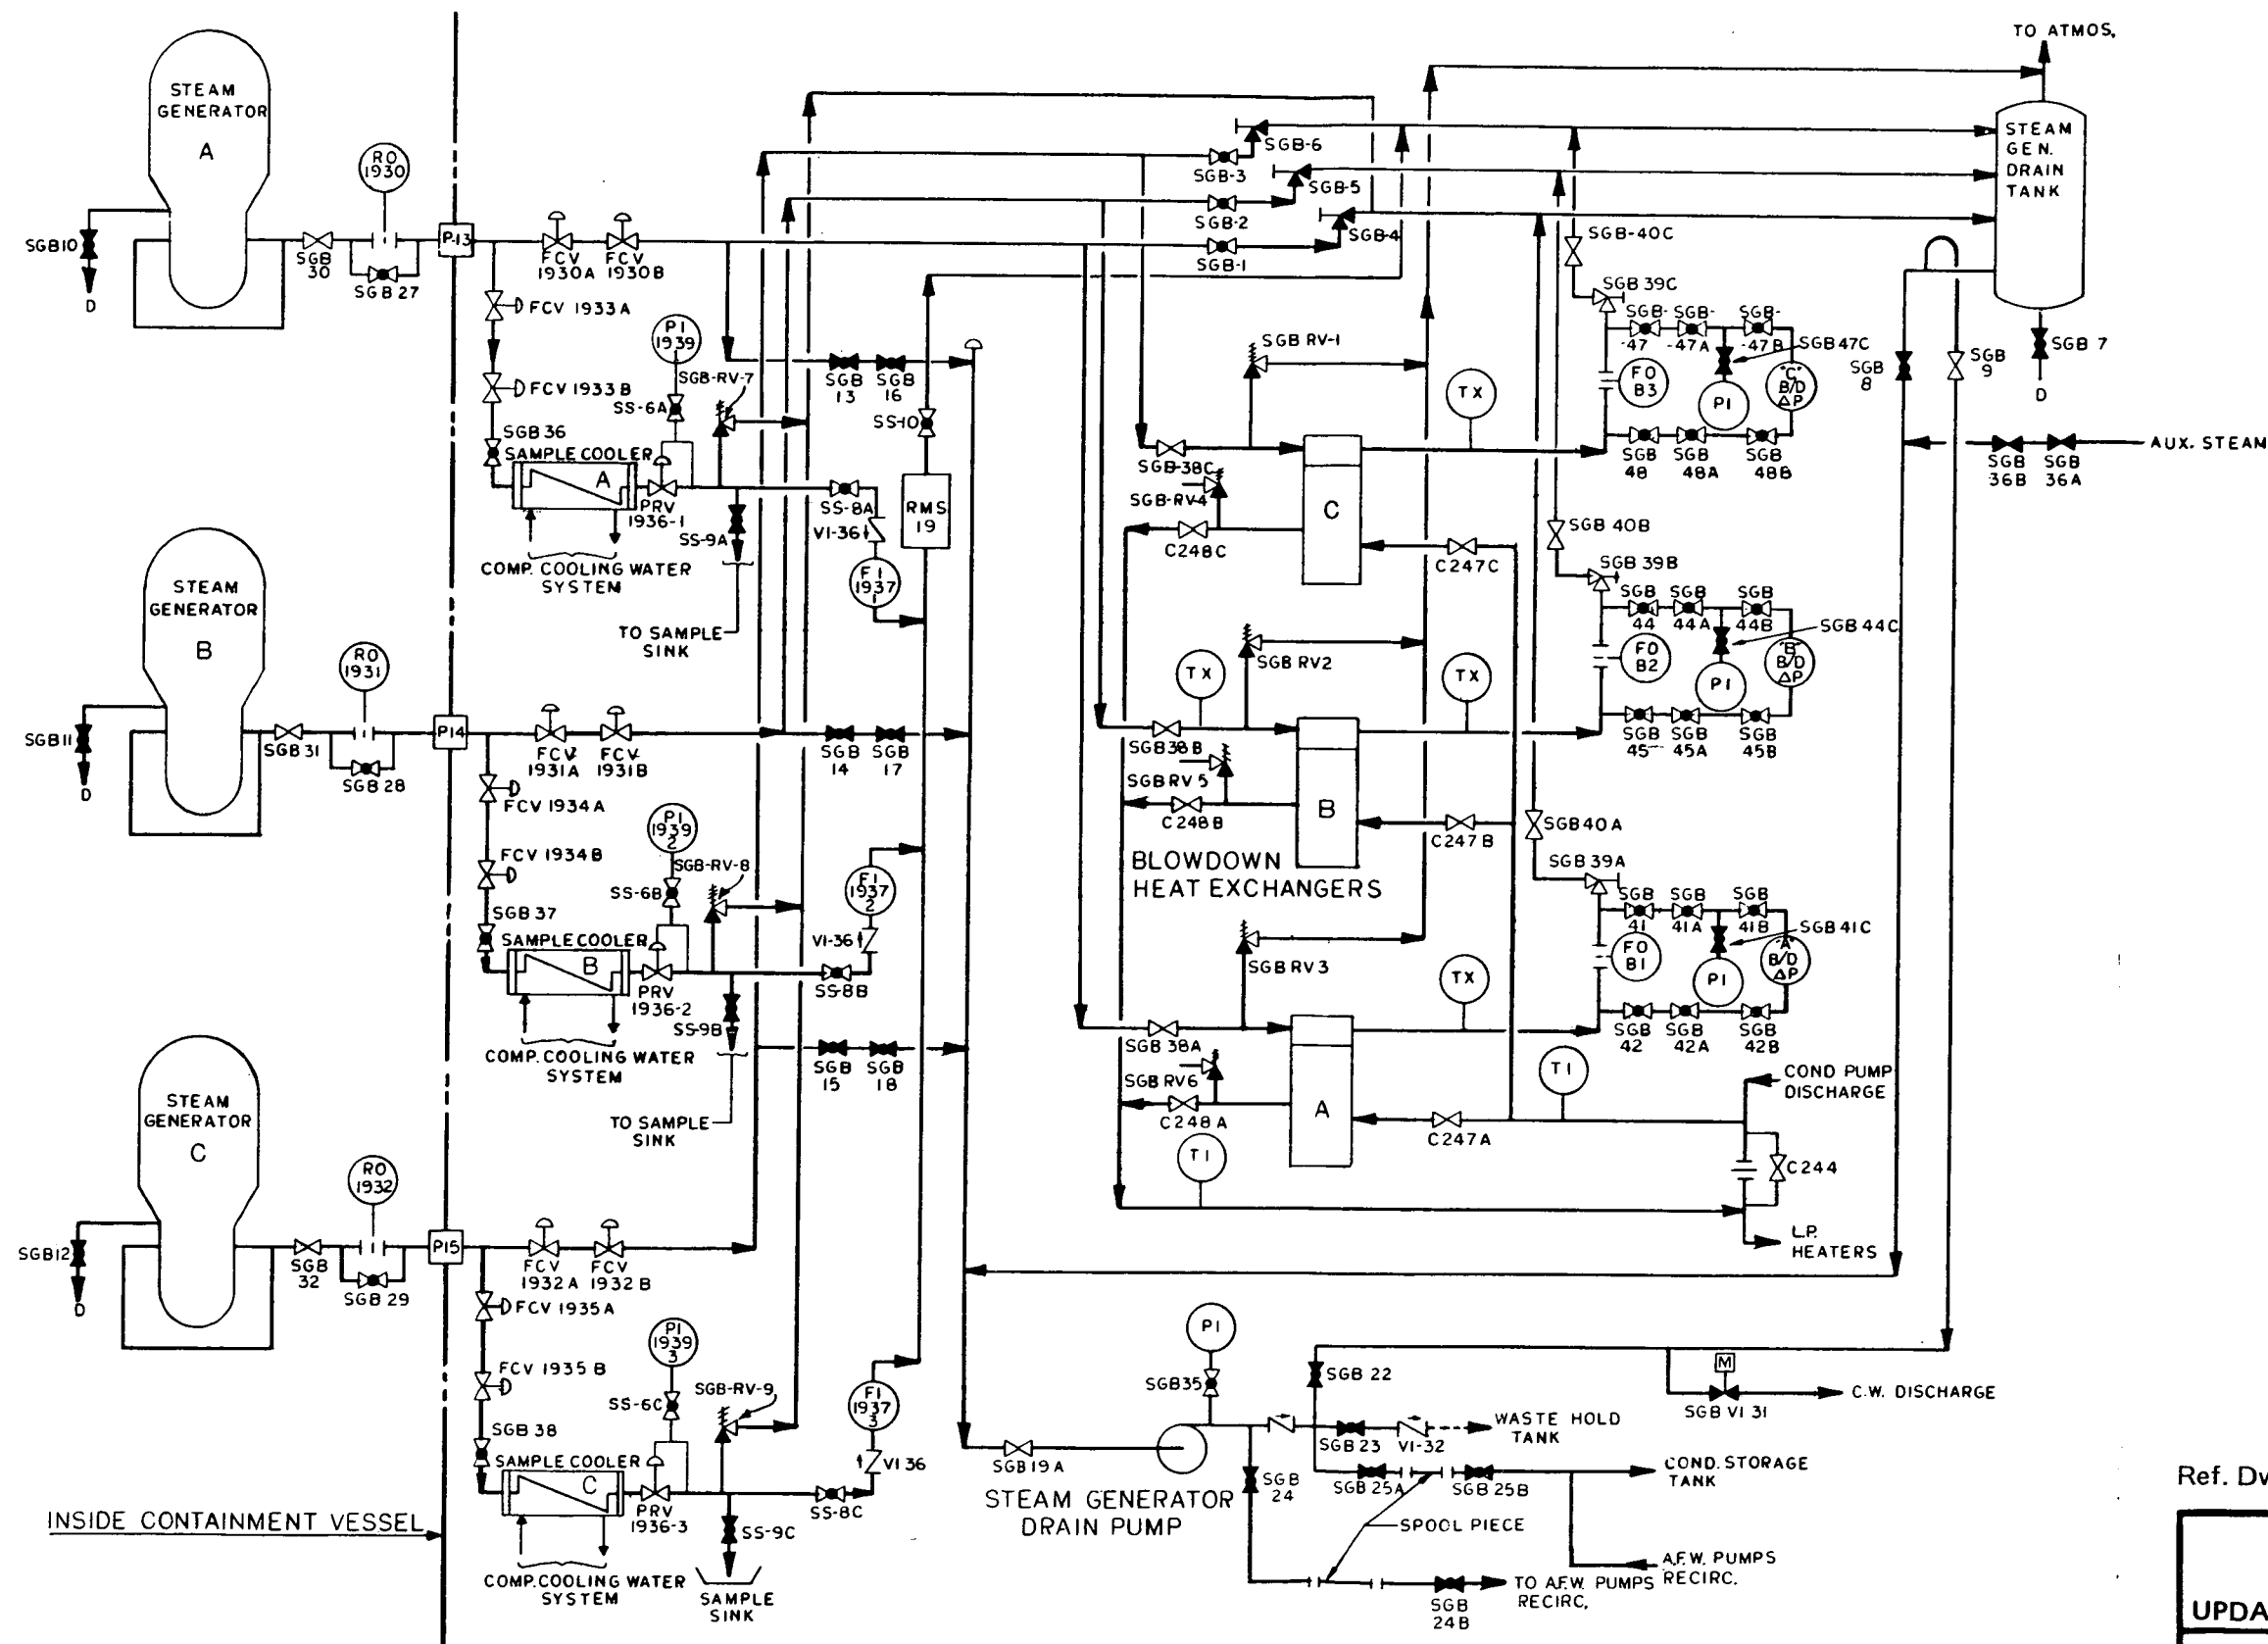 TO ATMOS.
STEAM
GENERATOR
A
RO
1930
SGB10
D
SGB
30
SGB 27
P-13
FCV
1930A
FCV
1930B
FCV 1933A
FCV 1933B
SGB 36
SAMPLE COOLER
A
PI
1939
SS-6A
SGB-RV-7
PRV
1936-1
SS-9A
COMP. COOLING WATER
SYSTEM
TO SAMPLE
SINK
SS-8A
VI-36
FI
1937
1
SGB
13
SGB
16
SS-10
RMS
19
SGB-6
SGB-3
SGB-5
SGB-2
SGB-4
SGB-1
STEAM
GEN.
DRAIN
TANK
SGB-40C
SGB 39C
SGB-
-47
SGB-
-47A
SGB-
-47B
SGB 47C
FO
B3
PI
"C"
B/D
ΔP
SGB
48
SGB
48A
SGB
48B
SGB
8
SGB
9
SGB 7
D
AUX. STEAM
SGB
36B
SGB
36A
SGB RV-1
TX
SGB-38C
SGB-RV-4
C248C
C
C247C
STEAM
GENERATOR
B
RO
1931
SGB11
D
SGB 31
SGB 28
P14
FCV
1931A
FCV
1931B
FCV 1934A
FCV 1934B
SGB 37
SAMPLE COOLER
B
PI
1939
2
SS-6B
SGB-RV-8
PRV
1936-2
SS-9B
COMP. COOLING WATER
SYSTEM
TO SAMPLE
SINK
SS-8B
VI-36
FI
1937
2
SGB
14
SGB
17
SGB
15
SGB
18
TX
SGB RV2
TX
SGB38B
SGB RV 5
C248B
B
C247B
BLOWDOWN
HEAT EXCHANGERS
SGB 40B
SGB 39B
SGB
44
SGB
44A
SGB
44B
SGB 44C
FO
B2
PI
"B"
B/D
ΔP
SGB
45
SGB
45A
SGB
45B
SGB RV 3
TX
SGB 38A
SGB RV6
C248A
A
C247A
TI
TI
SGB40A
SGB 39A
SGB
41
SGB
41A
SGB
41B
SGB 41C
FO
B1
PI
"A"
B/D
ΔP
SGB
42
SGB
42A
SGB
42B
COND PUMP
DISCHARGE
C244
L.P.
HEATERS
STEAM
GENERATOR
C
RO
1932
SGB12
D
SGB
32
SGB 29
P15
FCV
1932A
FCV
1932B
FCV 1935A
FCV 1935B
SGB 38
SAMPLE COOLER
C
PI
1939
3
SS-6C
SGB-RV-9
PRV
1936-3
SS-9C
COMP. COOLING WATER
SYSTEM
SAMPLE
SINK
SS-8C
VI 36
FI
1937
3
INSIDE CONTAINMENT VESSEL
SGB19A
PI
SGB35
STEAM GENERATOR
DRAIN PUMP
SGB 22
M
SGB VI 31
C.W. DISCHARGE
SGB 23
VI-32
WASTE HOLD
TANK
SGB
24
SGB 25A
SGB 25B
COND. STORAGE
TANK
SPOOL PIECE
A.F.W. PUMPS
RECIRC.
TO A.F.W. PUMPS
RECIRC.
SGB
24B
Ref. Dw
UPDA